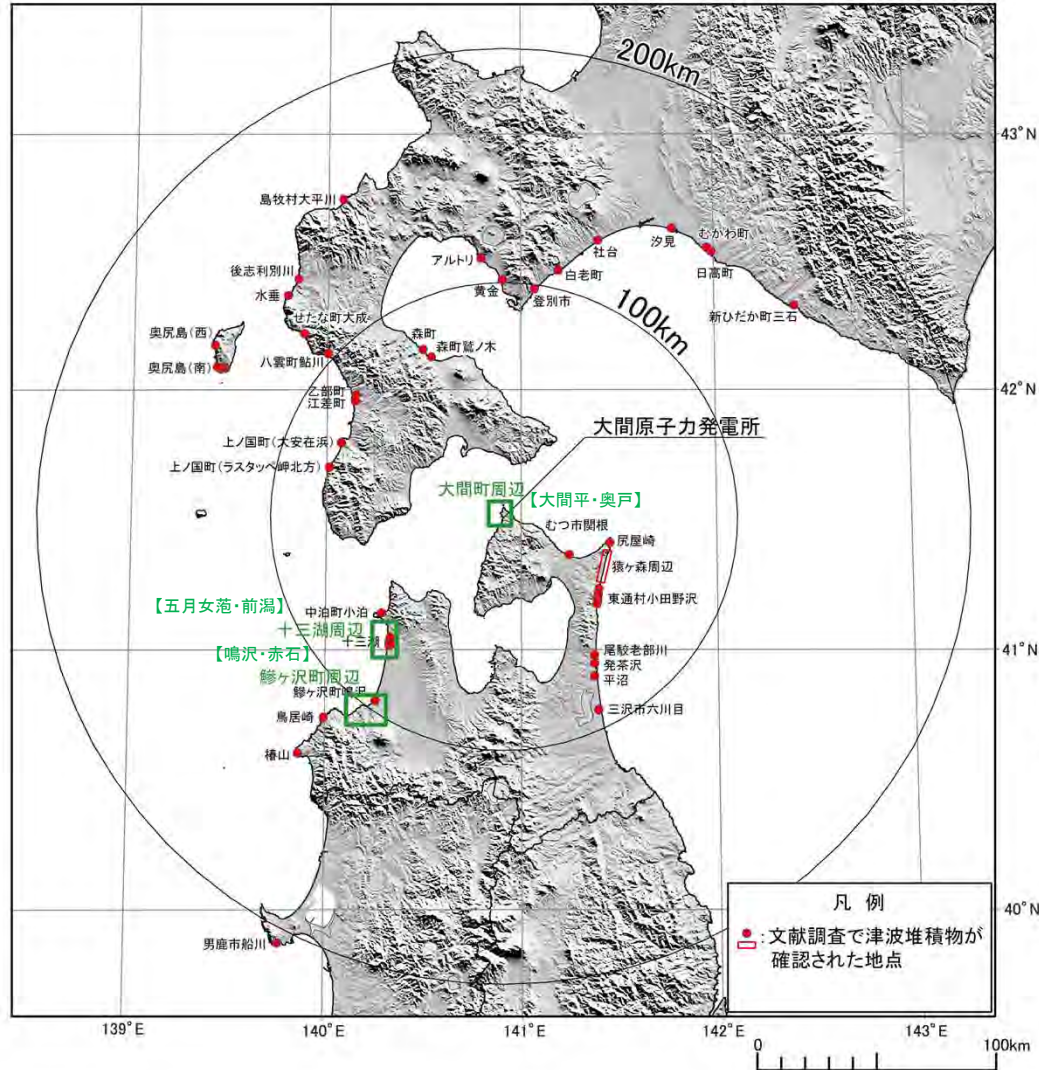 200km
43°N
島牧村大平川
むかわ町
汐見
社台
アルトリ
後志利別川
日高町
白老町
黄金
水垂
登別市
新ひだか町三石
せたな町大成
100km
奥尻島(西)
森町
森町鷲ノ木
八雲町鮎川
奥尻島(南)
42°
乙部町
江差町
大間原子力発電所
上ノ国町(大安在浜)
上ノ国町(ラスタッペ岬北方)
大間町周辺
【大間平・奥戸】
むつ市関根
尻屋崎
猿ヶ森周辺
東通村小田野沢
【五月女萢・前潟】
中泊町小泊
十三湖周辺
十三湖
【鳴沢・赤石】
尾駮老部川
41°
発茶沢
平沼
鰺ヶ沢町周辺
鰺ヶ沢町鳴沢
三沢市六川目
鳥居崎
椿山
凡 例
40°
:文献調査で津波堆積物が
確認された地点
男鹿市船川
139°E
140°E
141°E
142°E
143°E
0
100km